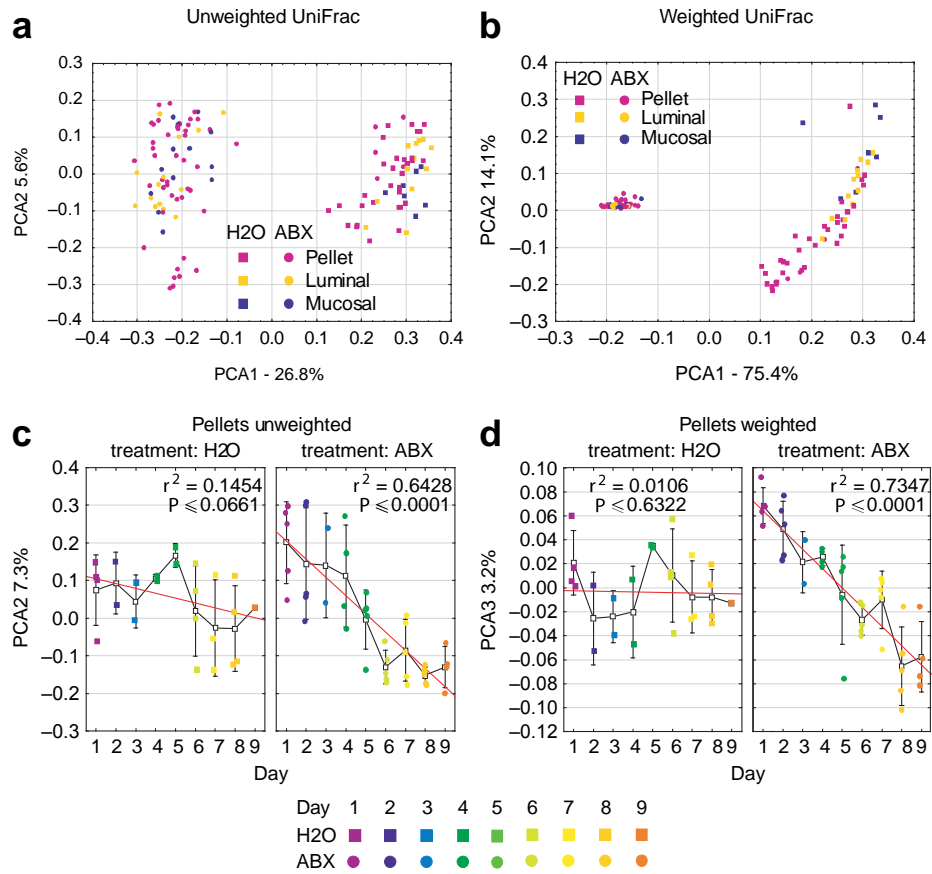 a
Unweighted UniFrac
0.3
0.2
0.1
0.0
−0.1
−0.2
−0.3
−0.4
PCA2 5.6%
H2O ABX
Pellet
Luminal
Mucosal
−0.4 −0.3 −0.2 −0.1 0.0 0.1 0.2 0.3 0.4
PCA1 - 26.8%
b
Weighted UniFrac
0.4
0.3
0.2
0.1
0.0
−0.1
−0.2
−0.3
PCA2 14.1%
H2O ABX
Pellet
Luminal
Mucosal
−0.4 −0.3 −0.2 −0.1 0.0 0.1 0.2 0.3 0.4
PCA1 - 75.4%
c
Pellets unweighted
treatment: H2O treatment: ABX
0.4
0.3
0.2
0.1
0.0
−0.1
−0.2
−0.3
PCA2 7.3%
r2 = 0.1454
P ≤0.0661
r2 = 0.6428
P ≤0.0001
1 2 3 4 5 6 7 8 9 1 2 3 4 5 6 7 8 9
Day
d
Pellets weighted
treatment: H2O treatment: ABX
0.10
0.08
0.06
0.04
0.02
0.00
−0.02
−0.04
−0.06
−0.08
−0.10
−0.12
PCA3 3.2%
r2 = 0.0106
P ≤0.6322
r2 = 0.7347
P ≤0.0001
1 2 3 4 5 6 7 8 9 1 2 3 4 5 6 7 8 9
Day
Day 1 2 3 4 5 6 7 8 9
H2O
ABX